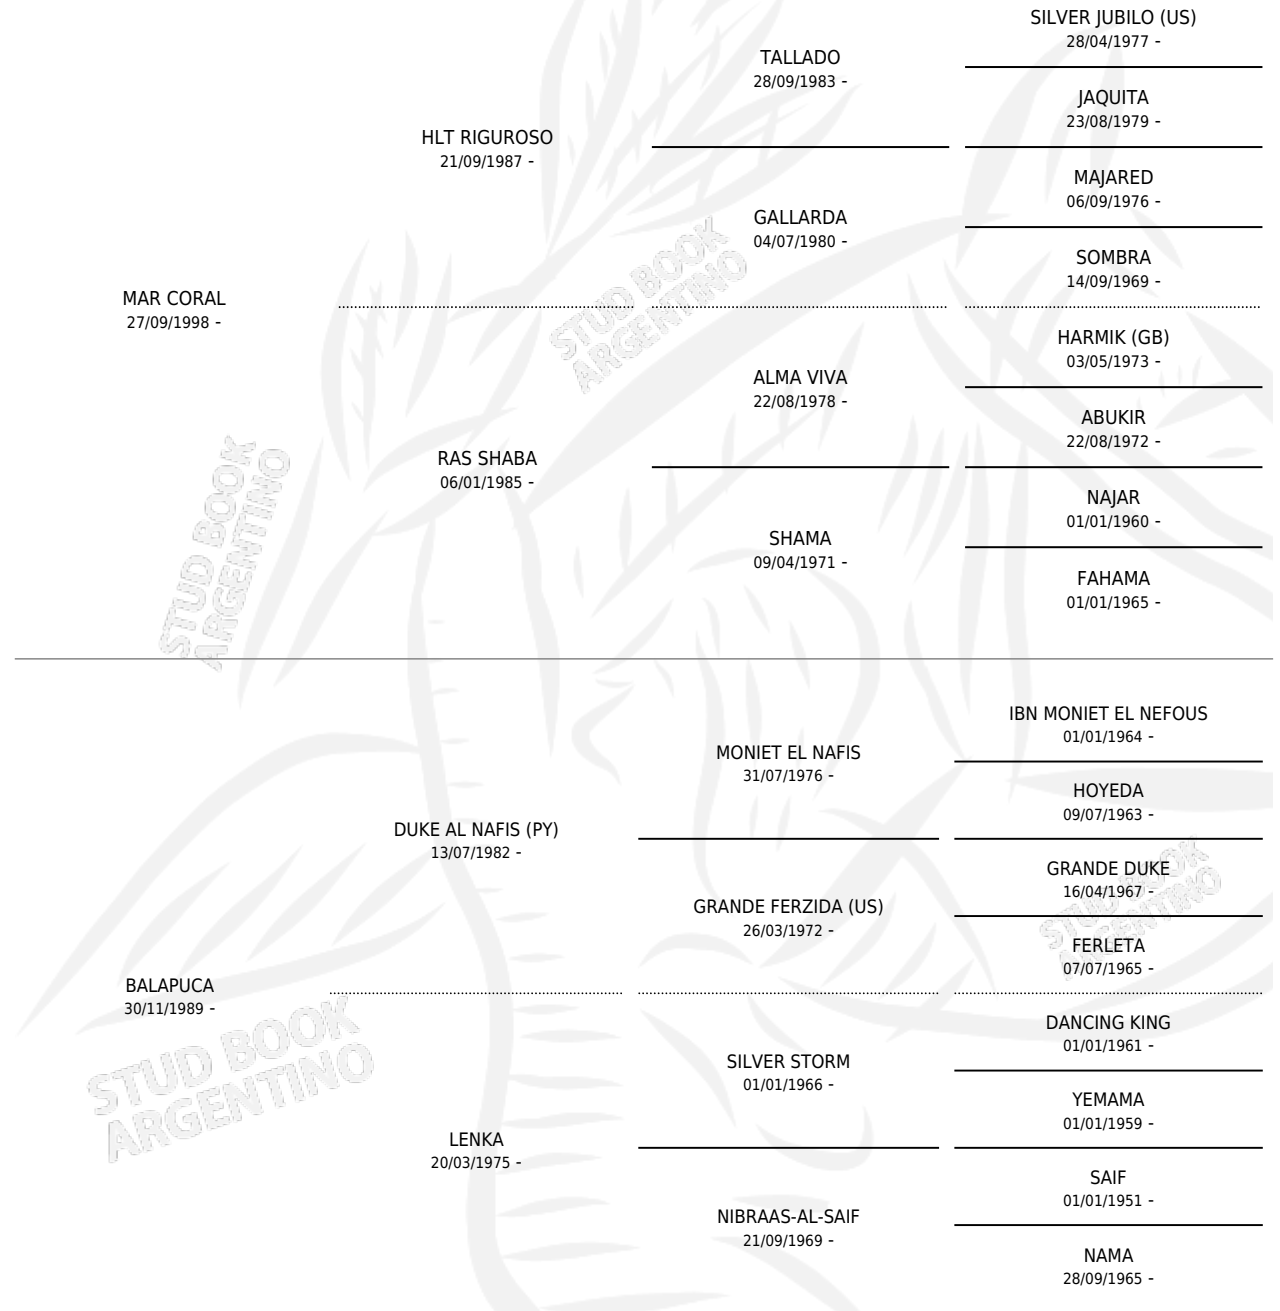 SILVER JUBILO (US)
28/04/1977 -
TALLADO
28/09/1983 -
JAQUITA
23/08/1979 -
HLT RIGUROSO
21/09/1987 -
MAJARED
06/09/1976 -
GALLARDA
04/07/1980 -
SOMBRA
14/09/1969 -
MAR CORAL
27/09/1998 -
HARMIK (GB)
03/05/1973 -
ALMA VIVA
22/08/1978 -
ABUKIR
22/08/1972 -
RAS SHABA
06/01/1985 -
NAJAR
01/01/1960 -
SHAMA
09/04/1971 -
FAHAMA
01/01/1965 -
IBN MONIET EL NEFOUS
01/01/1964 -
MONIET EL NAFIS
31/07/1976 -
HOYEDA
09/07/1963 -
DUKE AL NAFIS (PY)
13/07/1982 -
GRANDE DUKE
16/04/1967 -
GRANDE FERZIDA (US)
26/03/1972 -
FERLETA
07/07/1965 -
BALAPUCA
30/11/1989 -
DANCING KING
01/01/1961 -
SILVER STORM
01/01/1966 -
YEMAMA
01/01/1959 -
LENKA
20/03/1975 -
SAIF
01/01/1951 -
NIBRAAS-AL-SAIF
21/09/1969 -
NAMA
28/09/1965 -
STUD BOOK
ARGENTINO
STUD BOOK
ARGENTINO
STUD BOOK
ARGENTINO
STUD BOOK
ARGENTINO